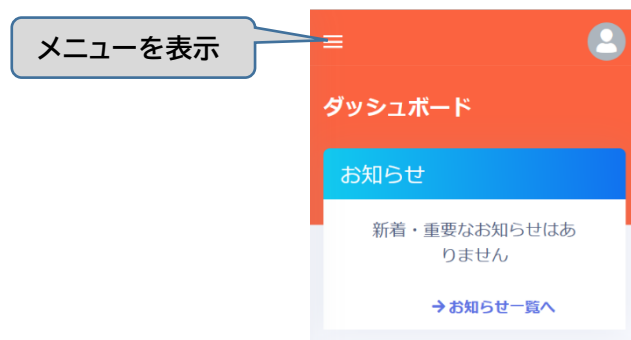 メニューを表示
ダッシュボード
お知らせ
新着・重要なお知らせはあ
りません
→お知らせ一覧へ